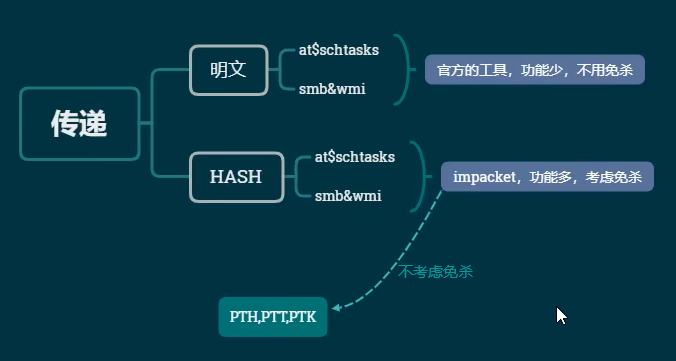 传递
明文
at$schtasks
smb&wmi
官方的工具，功能少，不用免杀
HASH
at$schtasks
smb&wmi
impacket，功能多，考虑免杀
不考虑免杀
PTH,PTT,PTK